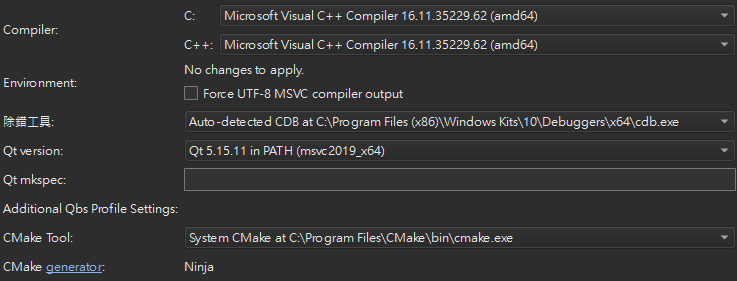 Compiler:
C: Microsoft Visual C++ Compiler 16.11.35229.62 (amd64)
C++: Microsoft Visual C++ Compiler 16.11.35229.62 (amd64)
Environment:
No changes to apply.
Force UTF-8 MSVC compiler output
除錯工具: Auto-detected CDB at C:\Program Files (x86)\Windows Kits\10\Debuggers\x64\cdb.exe
Qt version: Qt 5.15.11 in PATH (msvc2019_x64)
Qt mkspec:
Additional Qbs Profile Settings:
CMake Tool: System CMake at C:\Program Files\CMake\bin\cmake.exe
CMake generator: Ninja